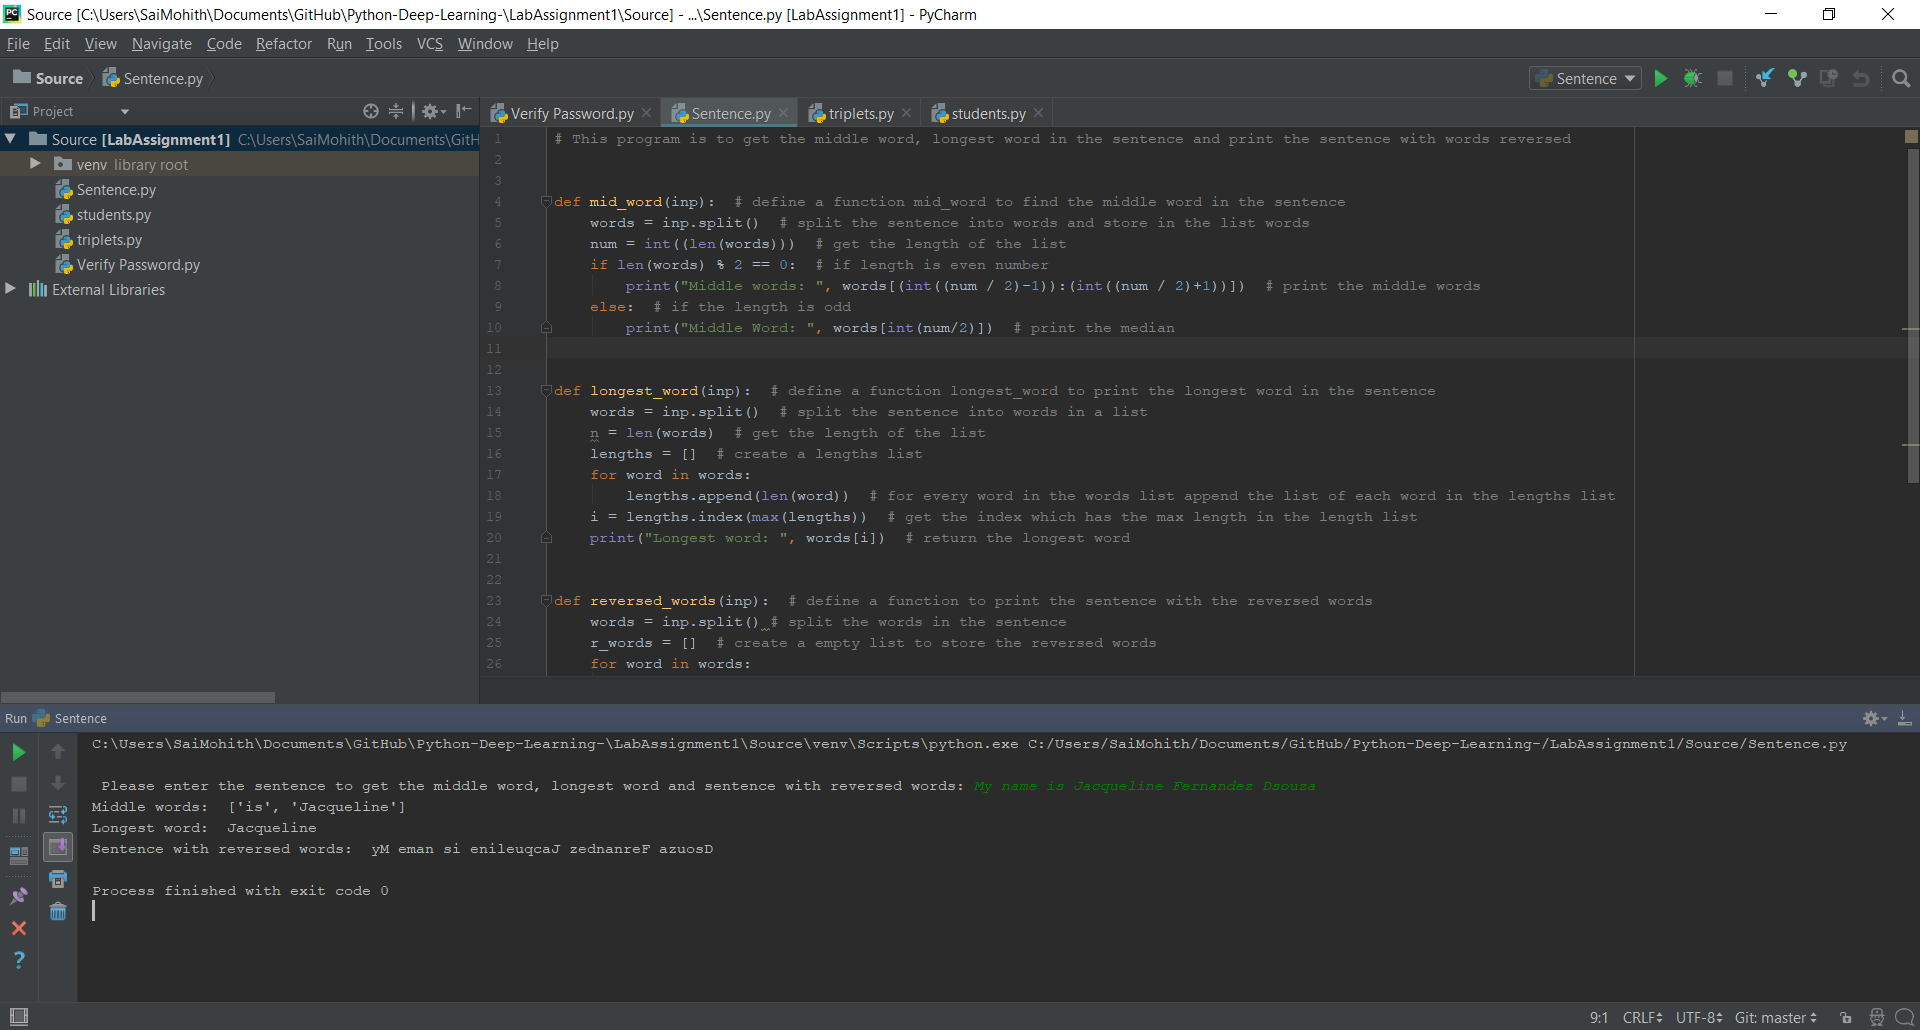 Source [C:\Users\SaiMohith\Documents\GitHub\Python-Deep-Learning-\LabAssignment1\Source] - ...\Sentence.py [LabAssignment1] - PyCharm
File Edit View Navigate Code Refactor Run Tools VCS Window Help
Source Sentence.py Sentence
Project
Verify Password.py Sentence.py triplets.py students.py
Source [LabAssignment1] C:\Users\SaiMohith\Documents\GitH
venv library root
Sentence.py
students.py
triplets.py
Verify Password.py
External Libraries
1 # This program is to get the middle word, longest word in the sentence and print the sentence with words reversed
2
3
4 def mid_word(inp):  # define a function mid_word to find the middle word in the sentence
5     words = inp.split()  # split the sentence into words and store in the list words
6     num = int((len(words)))  # get the length of the list
7     if len(words) % 2 == 0:  # if length is even number
8         print("Middle words: ", words[(int((num / 2)-1)):(int((num / 2)+1))])  # print the middle words
9     else:  # if the length is odd
10         print("Middle Word: ", words[int(num/2)])  # print the median
11
12
13 def longest_word(inp):  # define a function longest_word to print the longest word in the sentence
14     words = inp.split()  # split the sentence into words in a list
15     n = len(words)  # get the length of the list
16     lengths = []  # create a lengths list
17     for word in words:
18         lengths.append(len(word))  # for every word in the words list append the list of each word in the lengths list
19     i = lengths.index(max(lengths))  # get the index which has the max length in the length list
20     print("Longest word: ", words[i])  # return the longest word
21
22
23 def reversed_words(inp):  # define a function to print the sentence with the reversed words
24     words = inp.split() # split the words in the sentence
25     r_words = []  # create a empty list to store the reversed words
26     for word in words:
Run Sentence
C:\Users\SaiMohith\Documents\GitHub\Python-Deep-Learning-\LabAssignment1\Source\venv\Scripts\python.exe C:/Users/SaiMohith/Documents/GitHub/Python-Deep-Learning-/LabAssignment1/Source/Sentence.py
Please enter the sentence to get the middle word, longest word and sentence with reversed words: My name is Jacqueline Fernandez Dsouza
Middle words:  ['is', 'Jacqueline']
Longest word:  Jacqueline
Sentence with reversed words:  yM eman si enileuqcaJ zednanreF azuosD
Process finished with exit code 0
9:1 CRLF UTF-8 Git: master